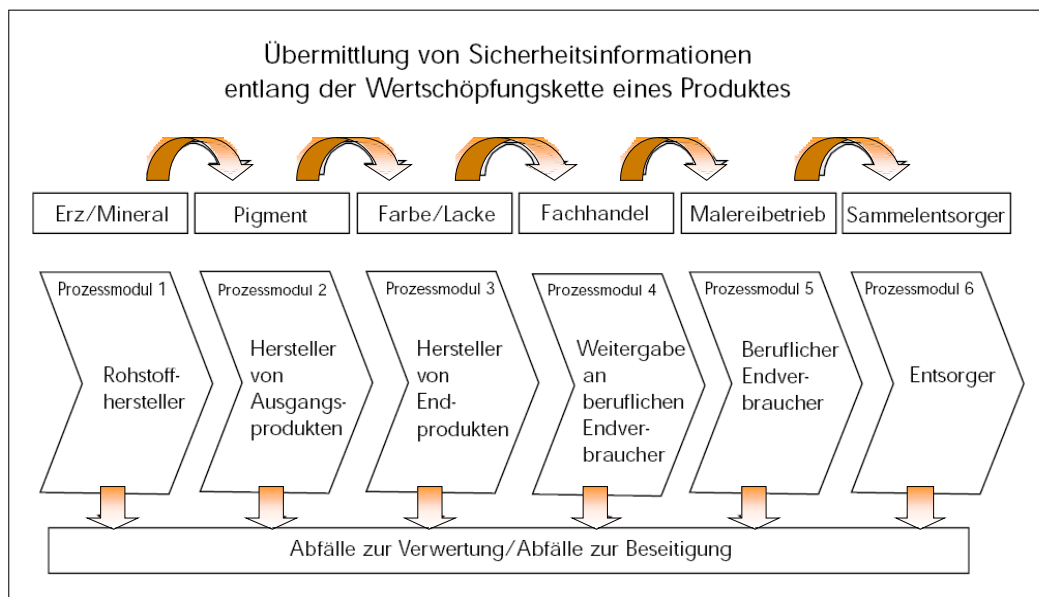 Übermittlung von Sicherheitsinformationen
entlang der Wertschöpfungskette eines Produktes
Erz/Mineral
Pigment
Farbe/Lacke
Fachhandel
Malereibetrieb
Sammelentsorger
Prozessmodul 1
Rohstoff-
hersteller
Prozessmodul 2
Hersteller
von
Ausgangs-
produkten
Prozessmodul 3
Hersteller
von
End-
produkten
Prozessmodul 4
Weitergabe
an
beruflichen
Endver-
braucher
Prozessmodul 5
Beruflicher
Endver-
braucher
Prozessmodul 6
Entsorger
Abfälle zur Verwertung/Abfälle zur Beseitigung